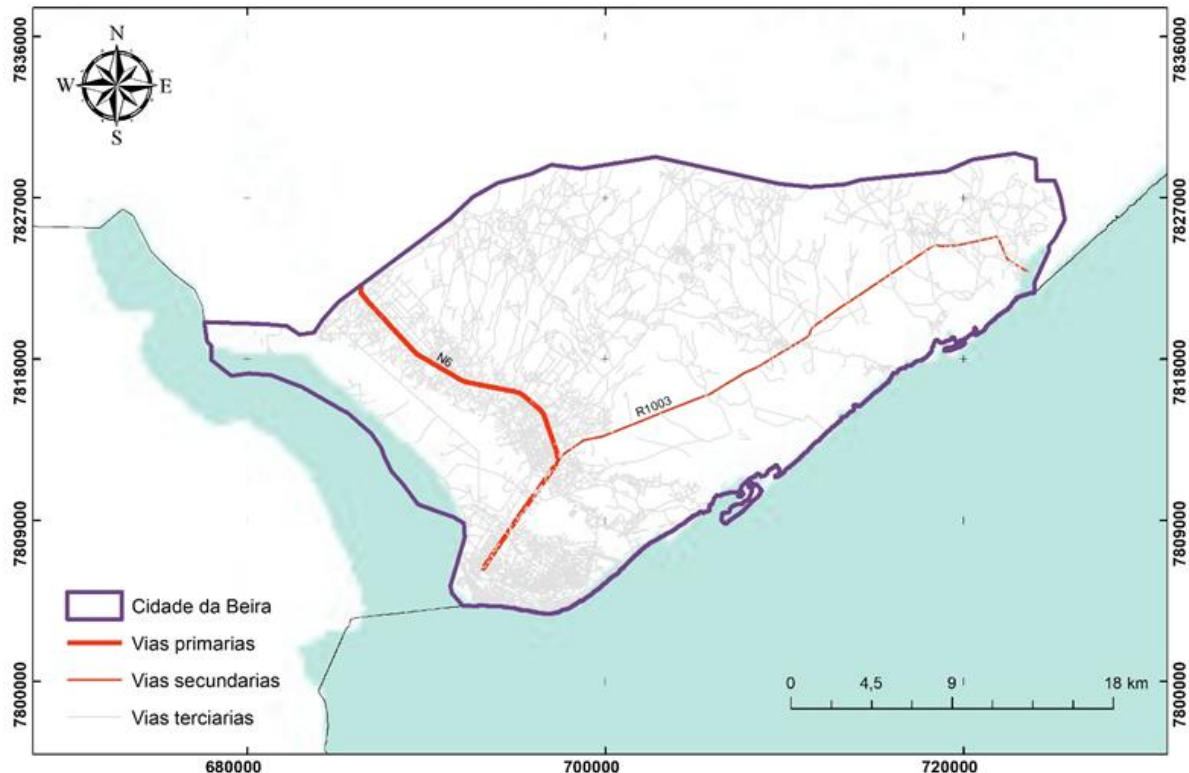 7836000
7836000
N
W
E
S
7827000
7827000
7818000
7818000
N6
R1003
7809000
7809000
Cidade da Beira
Vias primarias
Vias secundarias
Vias terciarias
0 4,5 9 18 km
7800000
7800000
680000 700000 720000